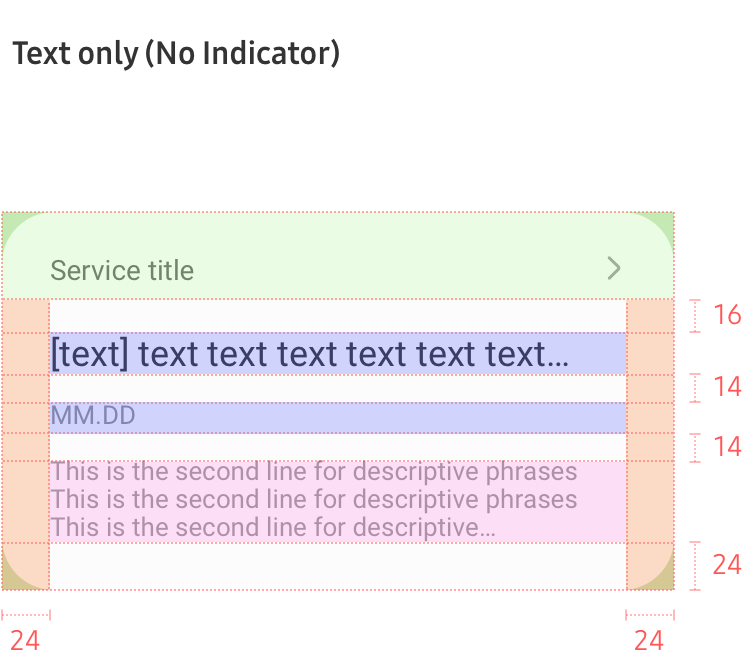 Text only (No Indicator)
Service title
16
[text] text text text text text text...
14
MM.DD
14
This is the second line for descriptive phrases
This is the second line for descriptive phrases
This is the second line for descriptive...
24
24
24